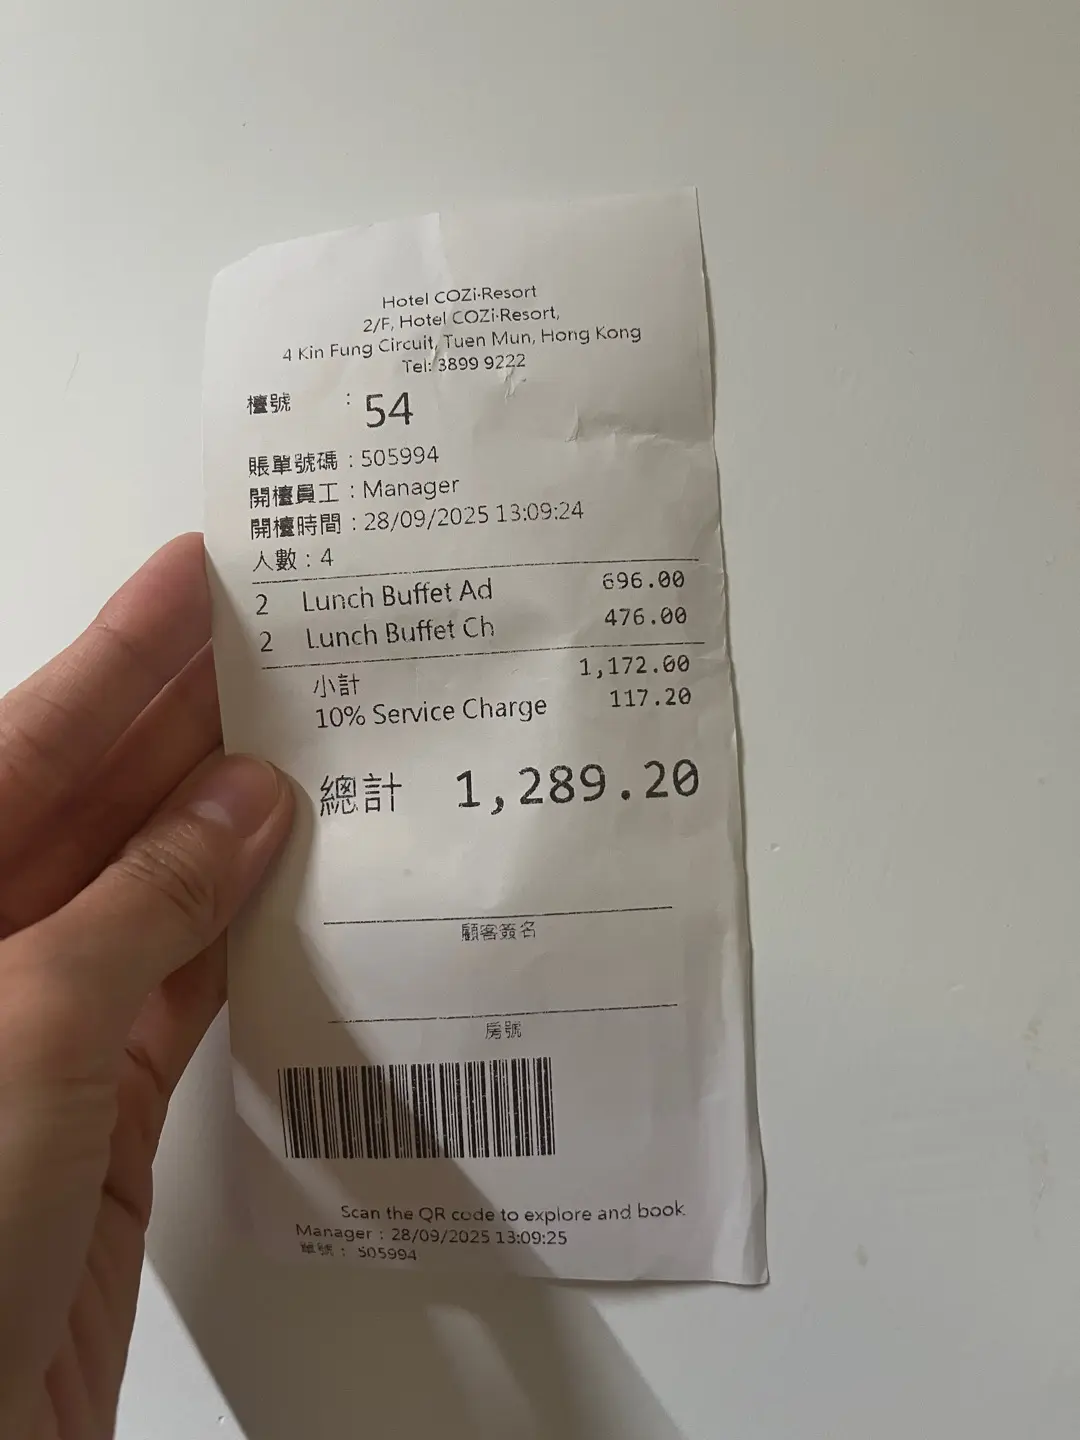 Hotel COZi·Resort
2/F, Hotel COZi·Resort,
4 Kin Fung Circuit, Tuen Mun, Hong Kong
Tel: 3899 9222
檯號 : 54
賬單號碼 : 505994
開檯員工 : Manager
開檯時間 : 28/09/2025 13:09:24
人數 : 4
2 Lunch Buffet Ad 696.00
2 Lunch Buffet Ch 476.00
小計 1,172.00
10% Service Charge 117.20
總計 1,289.20
顧客簽名
房號
Scan the QR code to explore and book.
Manager : 28/09/2025 13:09:25
單號 : 505994